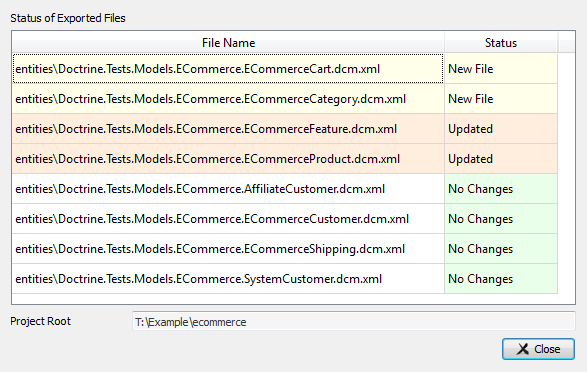 Status of Exported Files
File Name Status
entities\Doctrine.Tests.Models.ECommerce.ECommerceCart.dcm.xml New File
entities\Doctrine.Tests.Models.ECommerce.ECommerceCategory.dcm.xml New File
entities\Doctrine.Tests.Models.ECommerce.ECommerceFeature.dcm.xml Updated
entities\Doctrine.Tests.Models.ECommerce.ECommerceProduct.dcm.xml Updated
entities\Doctrine.Tests.Models.ECommerce.AffiliateCustomer.dcm.xml No Changes
entities\Doctrine.Tests.Models.ECommerce.ECommerceCustomer.dcm.xml No Changes
entities\Doctrine.Tests.Models.ECommerce.ECommerceShipping.dcm.xml No Changes
entities\Doctrine.Tests.Models.ECommerce.SystemCustomer.dcm.xml No Changes
Project Root T:\Example\ecommerce
Close